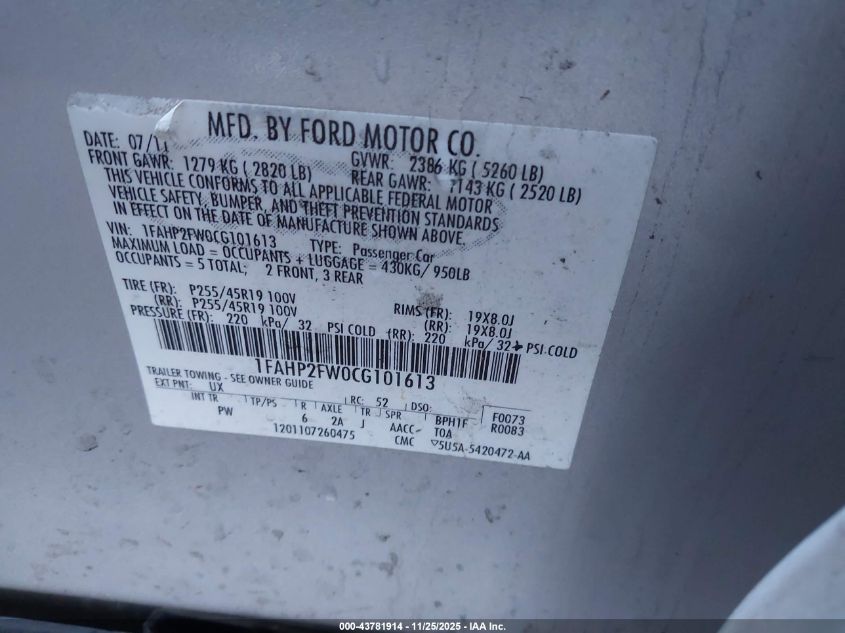 MFD. BY FORD MOTOR CO.
DATE: 07/11 GVWR: 2386 KG ( 5260 LB)
FRONT GAWR: 1279 KG ( 2820 LB) REAR GAWR: 1143 KG ( 2520 LB)
THIS VEHICLE CONFORMS TO ALL APPLICABLE FEDERAL MOTOR
VEHICLE SAFETY, BUMPER, AND THEFT PREVENTION STANDARDS
IN EFFECT ON THE DATE OF MANUFACTURE SHOWN ABOVE.
VIN: 1FAHP2FW0CG101613 TYPE: Passenger Car
MAXIMUM LOAD = OCCUPANTS + LUGGAGE = 430KG/ 950LB
OCCUPANTS = 5 TOTAL; 2 FRONT, 3 REAR
TIRE (FR): P255/45R19 100V RIMS (FR): 19X8.0J
(RR): P255/45R19 100V (RR): 19X8.0J
PRESSURE (FR): 220 kPa/ 32 PSI COLD (RR): 220 kPa/ 32 PSI COLD
1FAHP2FW0CG101613
TRAILER TOWING - SEE OWNER GUIDE
EXT PNT: UX RC: 52 DSO: F0073
INT TR TP/PS R AXLE TR SPR BPH1F R0083
PW 6 2A J AACC- TOA
1201107260475 CMC ▽5U5A-5420472-AA
000-43781914 - 11/25/2025 - IAA Inc.